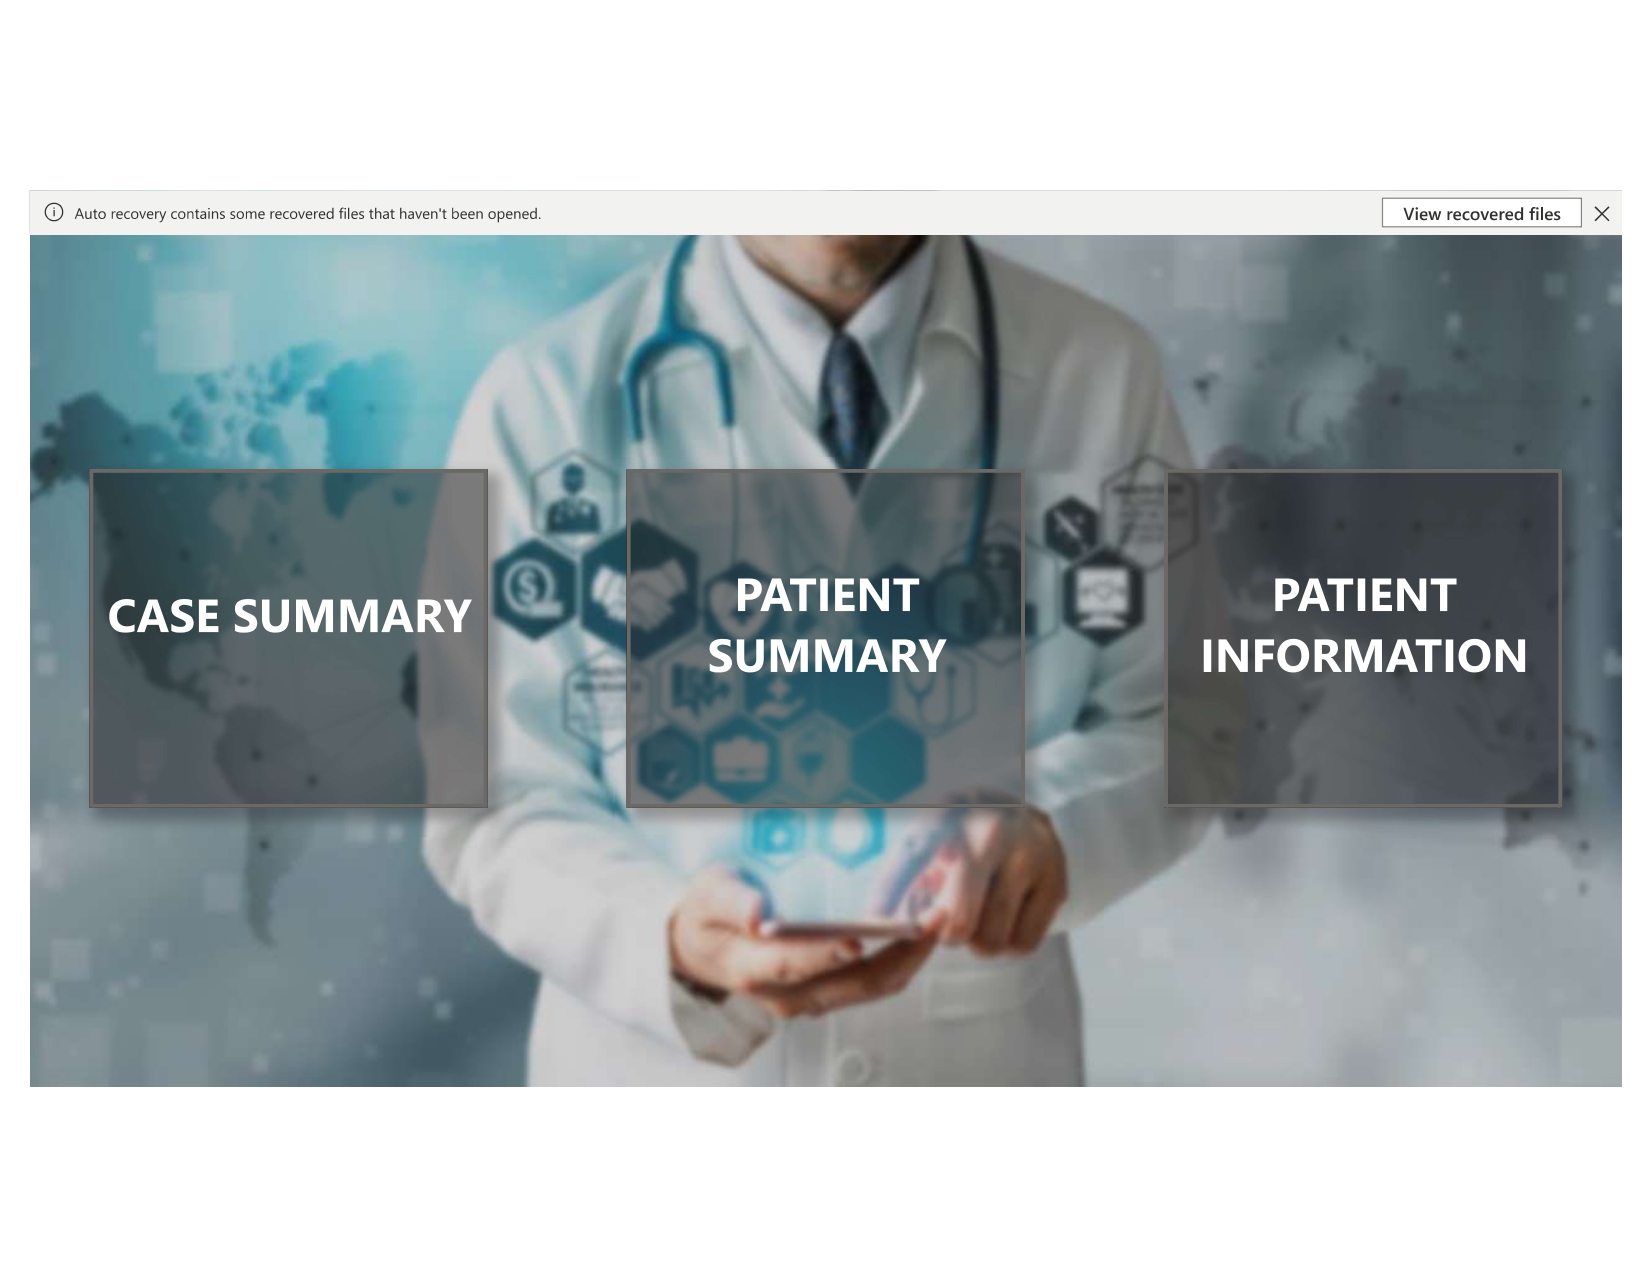 Auto recovery contains some recovered files that haven't been opened.
View recovered files
CASE SUMMARY
PATIENT
SUMMARY
PATIENT
INFORMATION